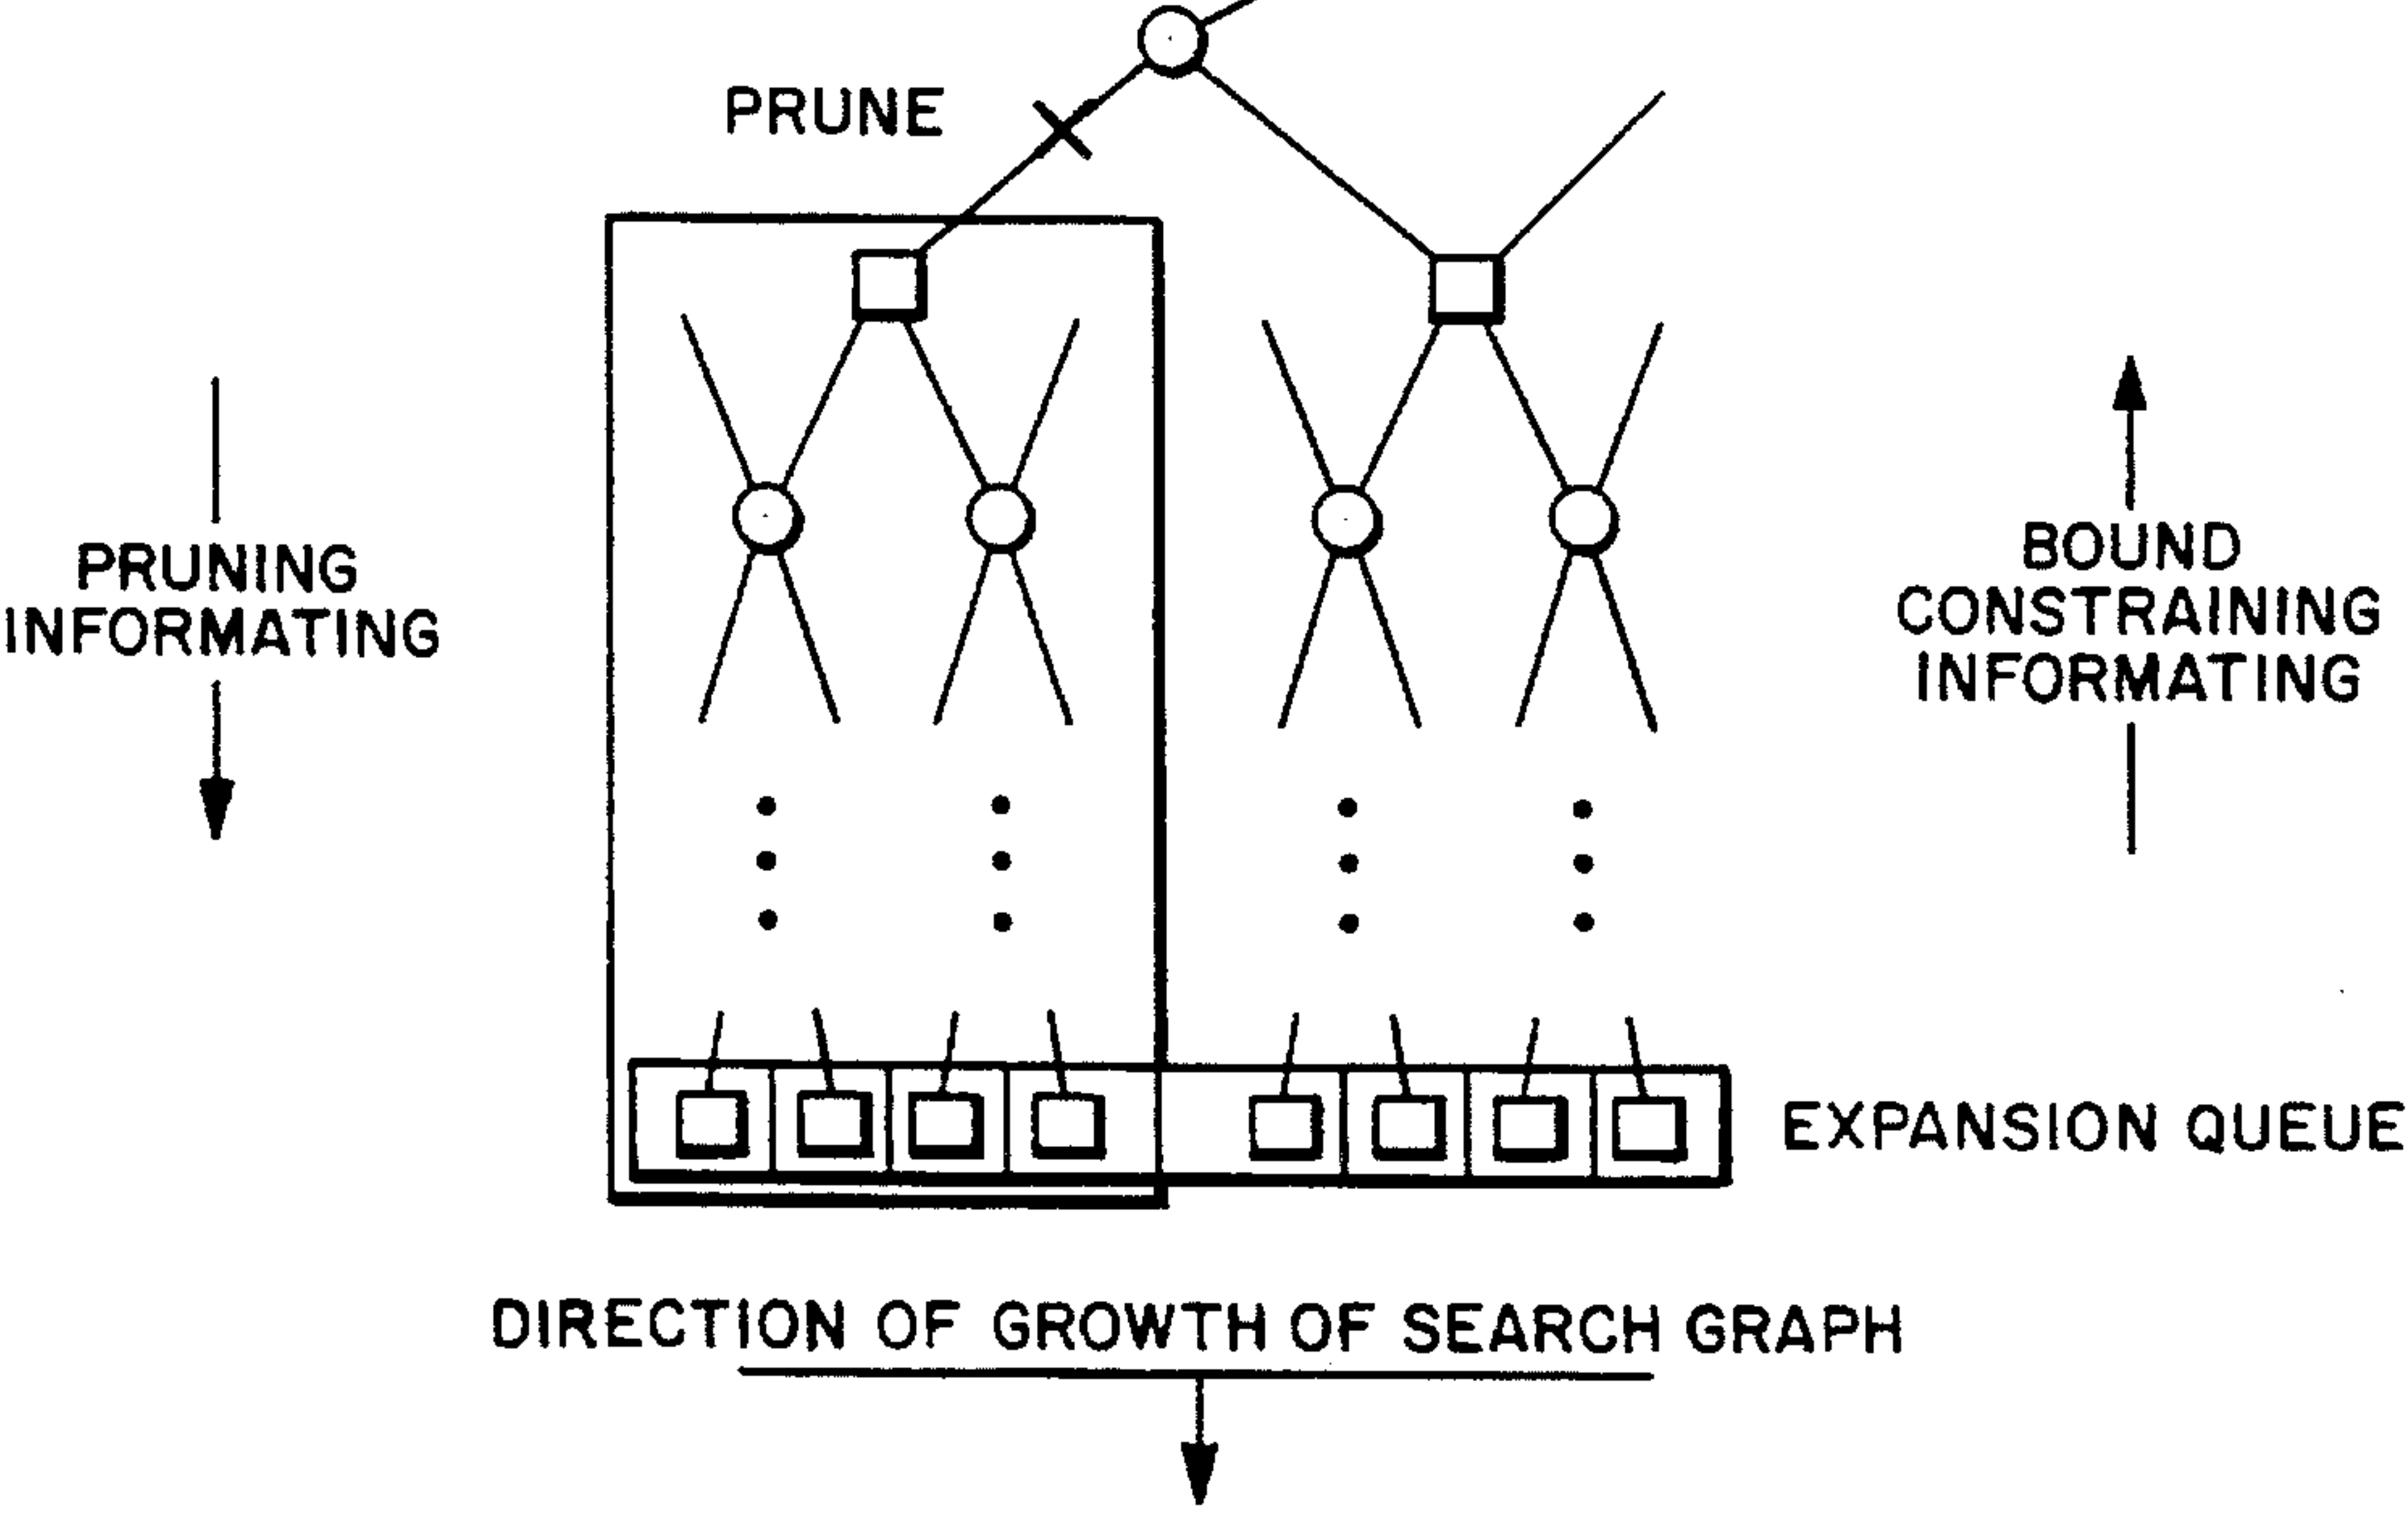 PRUNE
PRUNING
INFORMATING
BOUND
CONSTRAINING
INFORMATING
EXPANSION QUEUE
DIRECTION OF GROWTH OF SEARCH GRAPH